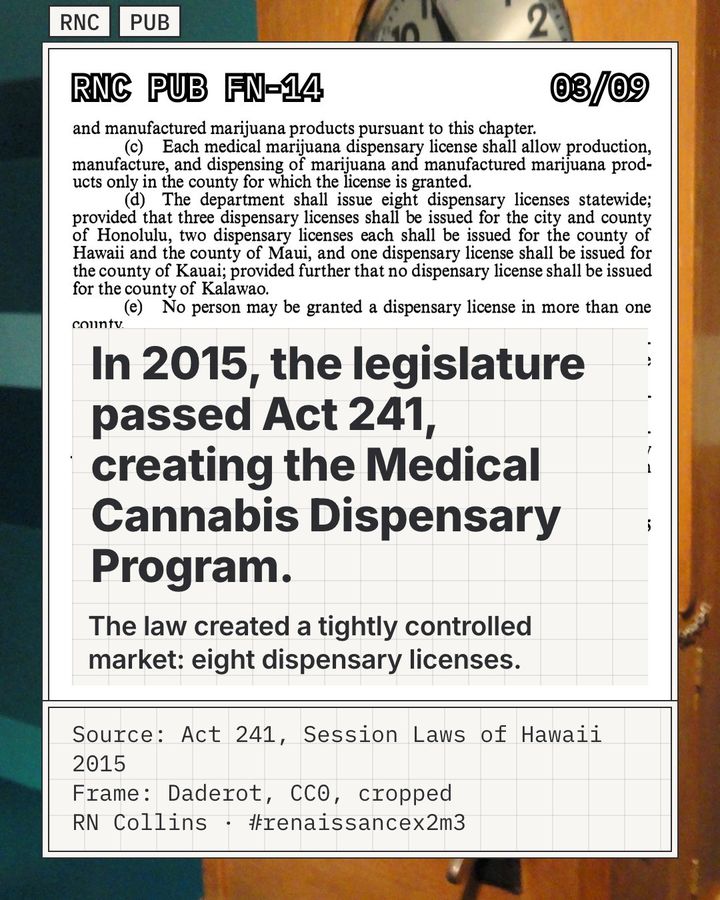 RNC PUB
RNC PUB FN-14 03/09
and manufactured marijuana products pursuant to this chapter.
(c) Each medical marijuana dispensary license shall allow production,
manufacture, and dispensing of marijuana and manufactured marijuana prod-
ucts only in the county for which the license is granted.
(d) The department shall issue eight dispensary licenses statewide;
provided that three dispensary licenses shall be issued for the city and county
of Honolulu, two dispensary licenses each shall be issued for the county of
Hawaii and the county of Maui, and one dispensary license shall be issued for
the county of Kauai; provided further that no dispensary license shall be issued
for the county of Kalawao.
(e) No person may be granted a dispensary license in more than one
county.
In 2015, the legislature
passed Act 241,
creating the Medical
Cannabis Dispensary
Program.
The law created a tightly controlled
market: eight dispensary licenses.
Source: Act 241, Session Laws of Hawaii
2015
Frame: Daderot, CC0, cropped
RN Collins · #renaissancex2m3
10
11